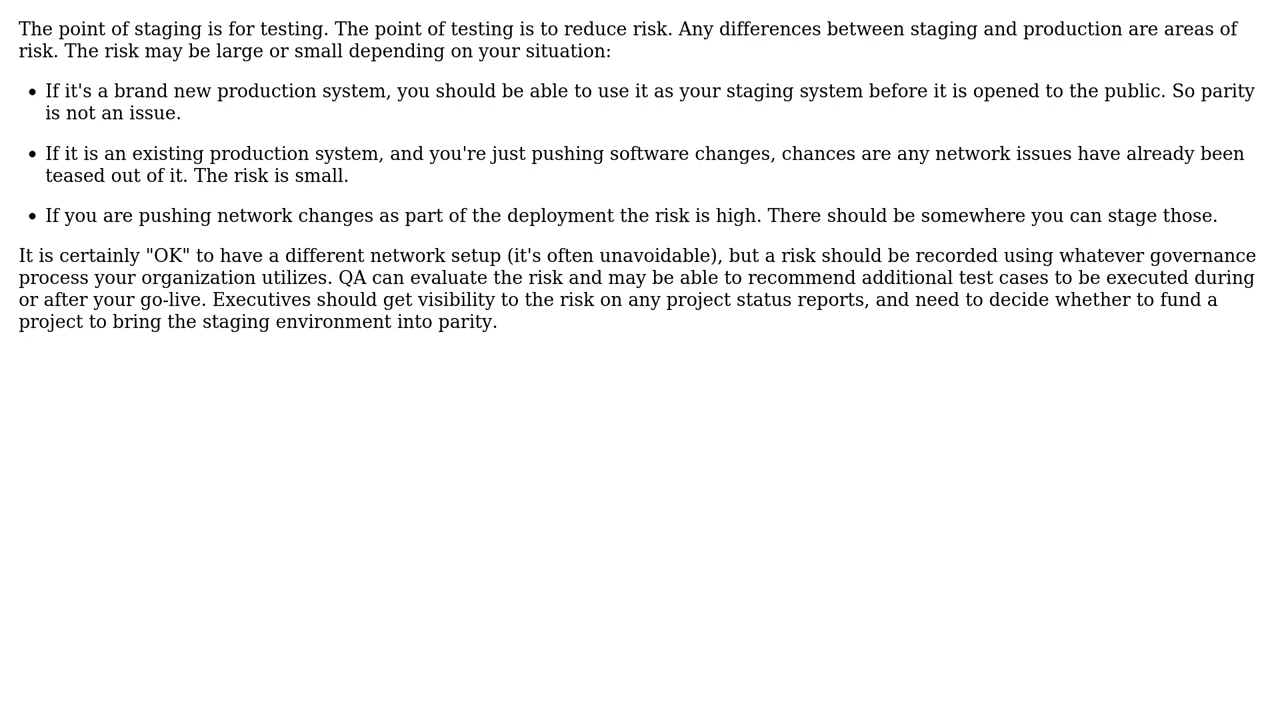 The point of staging is for testing. The point of testing is to reduce risk. Any differences between staging and production are areas of
risk. The risk may be large or small depending on your situation:
• If it's a brand new production system, you should be able to use it as your staging system before it is opened to the public. So parity
is not an issue.
• If it is an existing production system, and you're just pushing software changes, chances are any network issues have already been
teased out of it. The risk is small.
• If you are pushing network changes as part of the deployment the risk is high. There should be somewhere you can stage those.
It is certainly "OK" to have a different network setup (it's often unavoidable), but a risk should be recorded using whatever governance
process your organization utilizes. QA can evaluate the risk and may be able to recommend additional test cases to be executed during
or after your go-live. Executives should get visibility to the risk on any project status reports, and need to decide whether to fund a
project to bring the staging environment into parity.